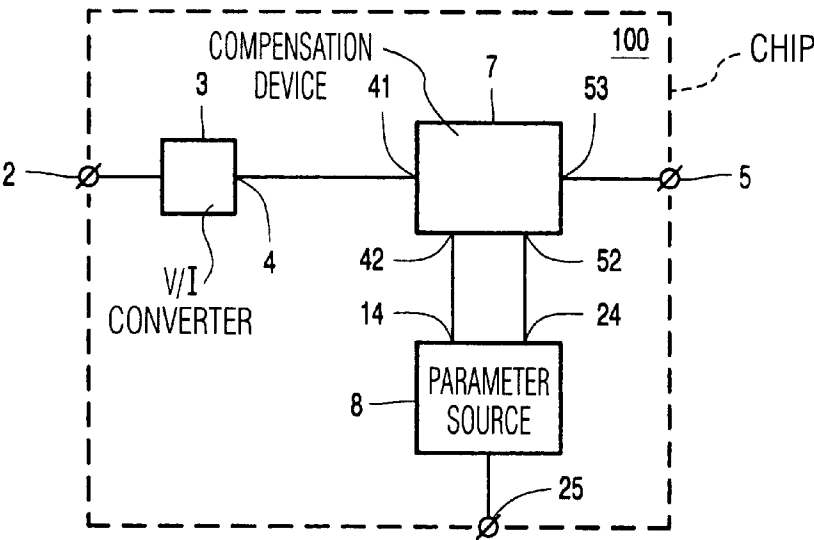 COMPENSATION
DEVICE
7
100
CHIP
3
41
53
2
5
4
42
52
V/I
CONVERTER
14
24
8
PARAMETER
SOURCE
25